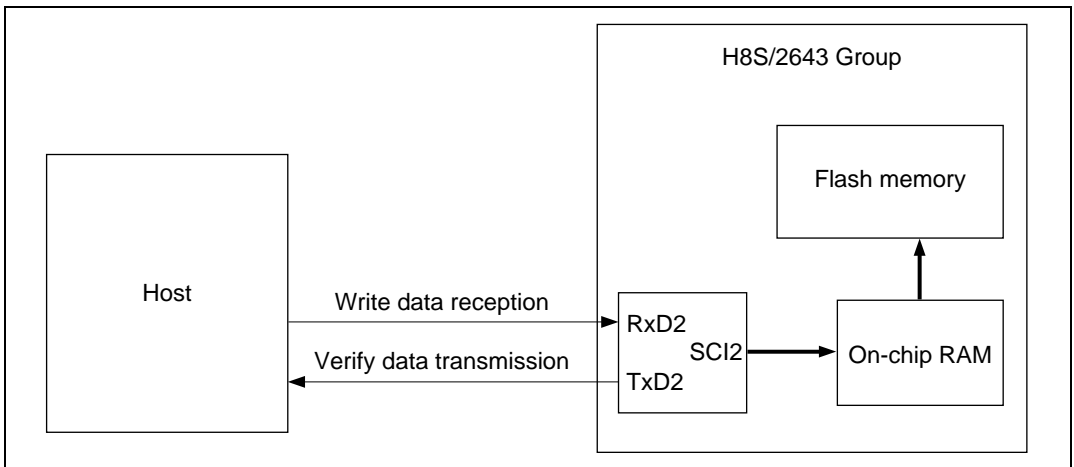 H8S/2643 Group
Flash memory
Host
Write data reception
RxD2
SCI2
On-chip RAM
Verify data transmission
TxD2